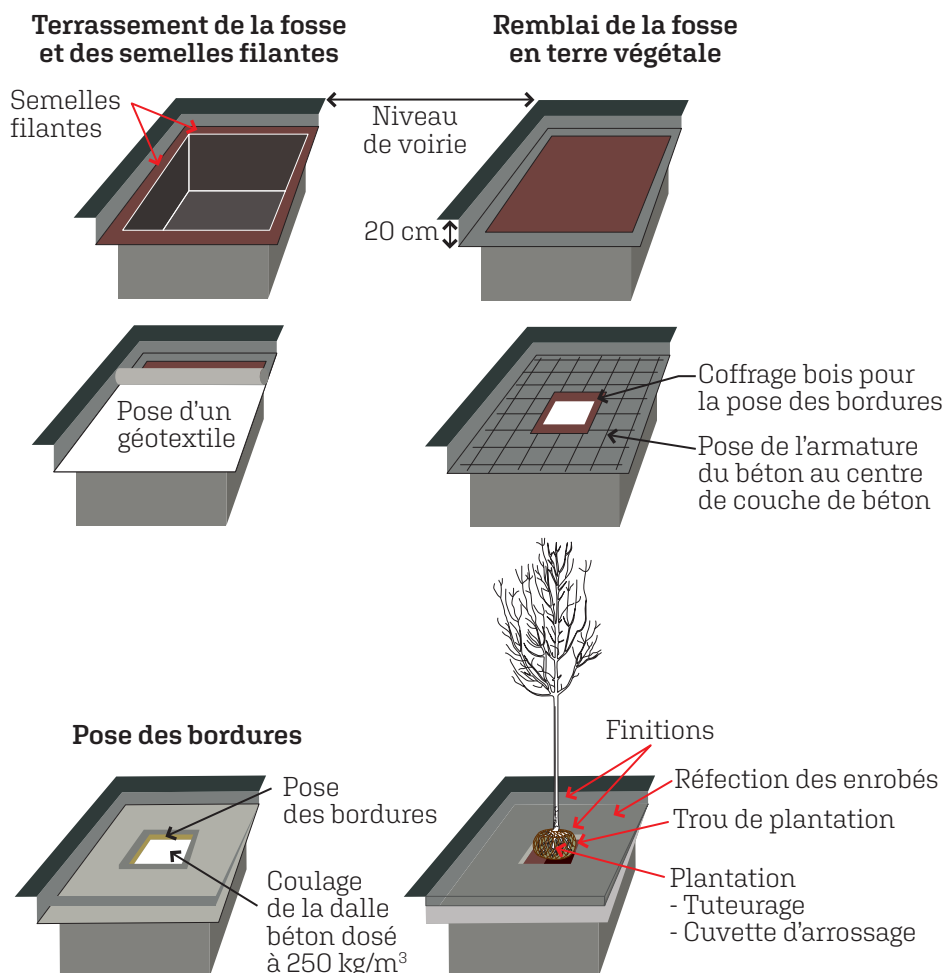 Terrassement de la fosse
et des semelles filantes
Remblai de la fosse
en terre végétale
Semelles
filantes
Niveau
de voirie
20 cm
Pose d'un
géotextile
Coffrage bois pour
la pose des bordures
Pose de l'armature
du béton au centre
de couche de béton
Pose des bordures
Pose
des bordures
Coulage
de la dalle
béton dosé
à 250 kg/m³
Finitions
Réfection des enrobés
Trou de plantation
Plantation
- Tuteurage
- Cuvette d'arrossage